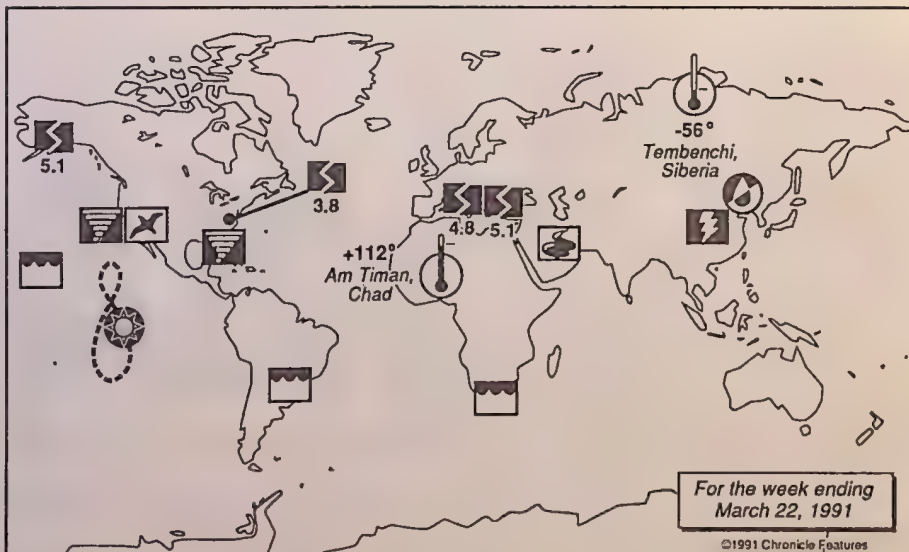 5.1
3.8
4.8
5.1
+112°
Am Timan,
Chad
-56°
Tembenchi,
Siberia
For the week ending
March 22, 1991
©1991 Chronicle Features